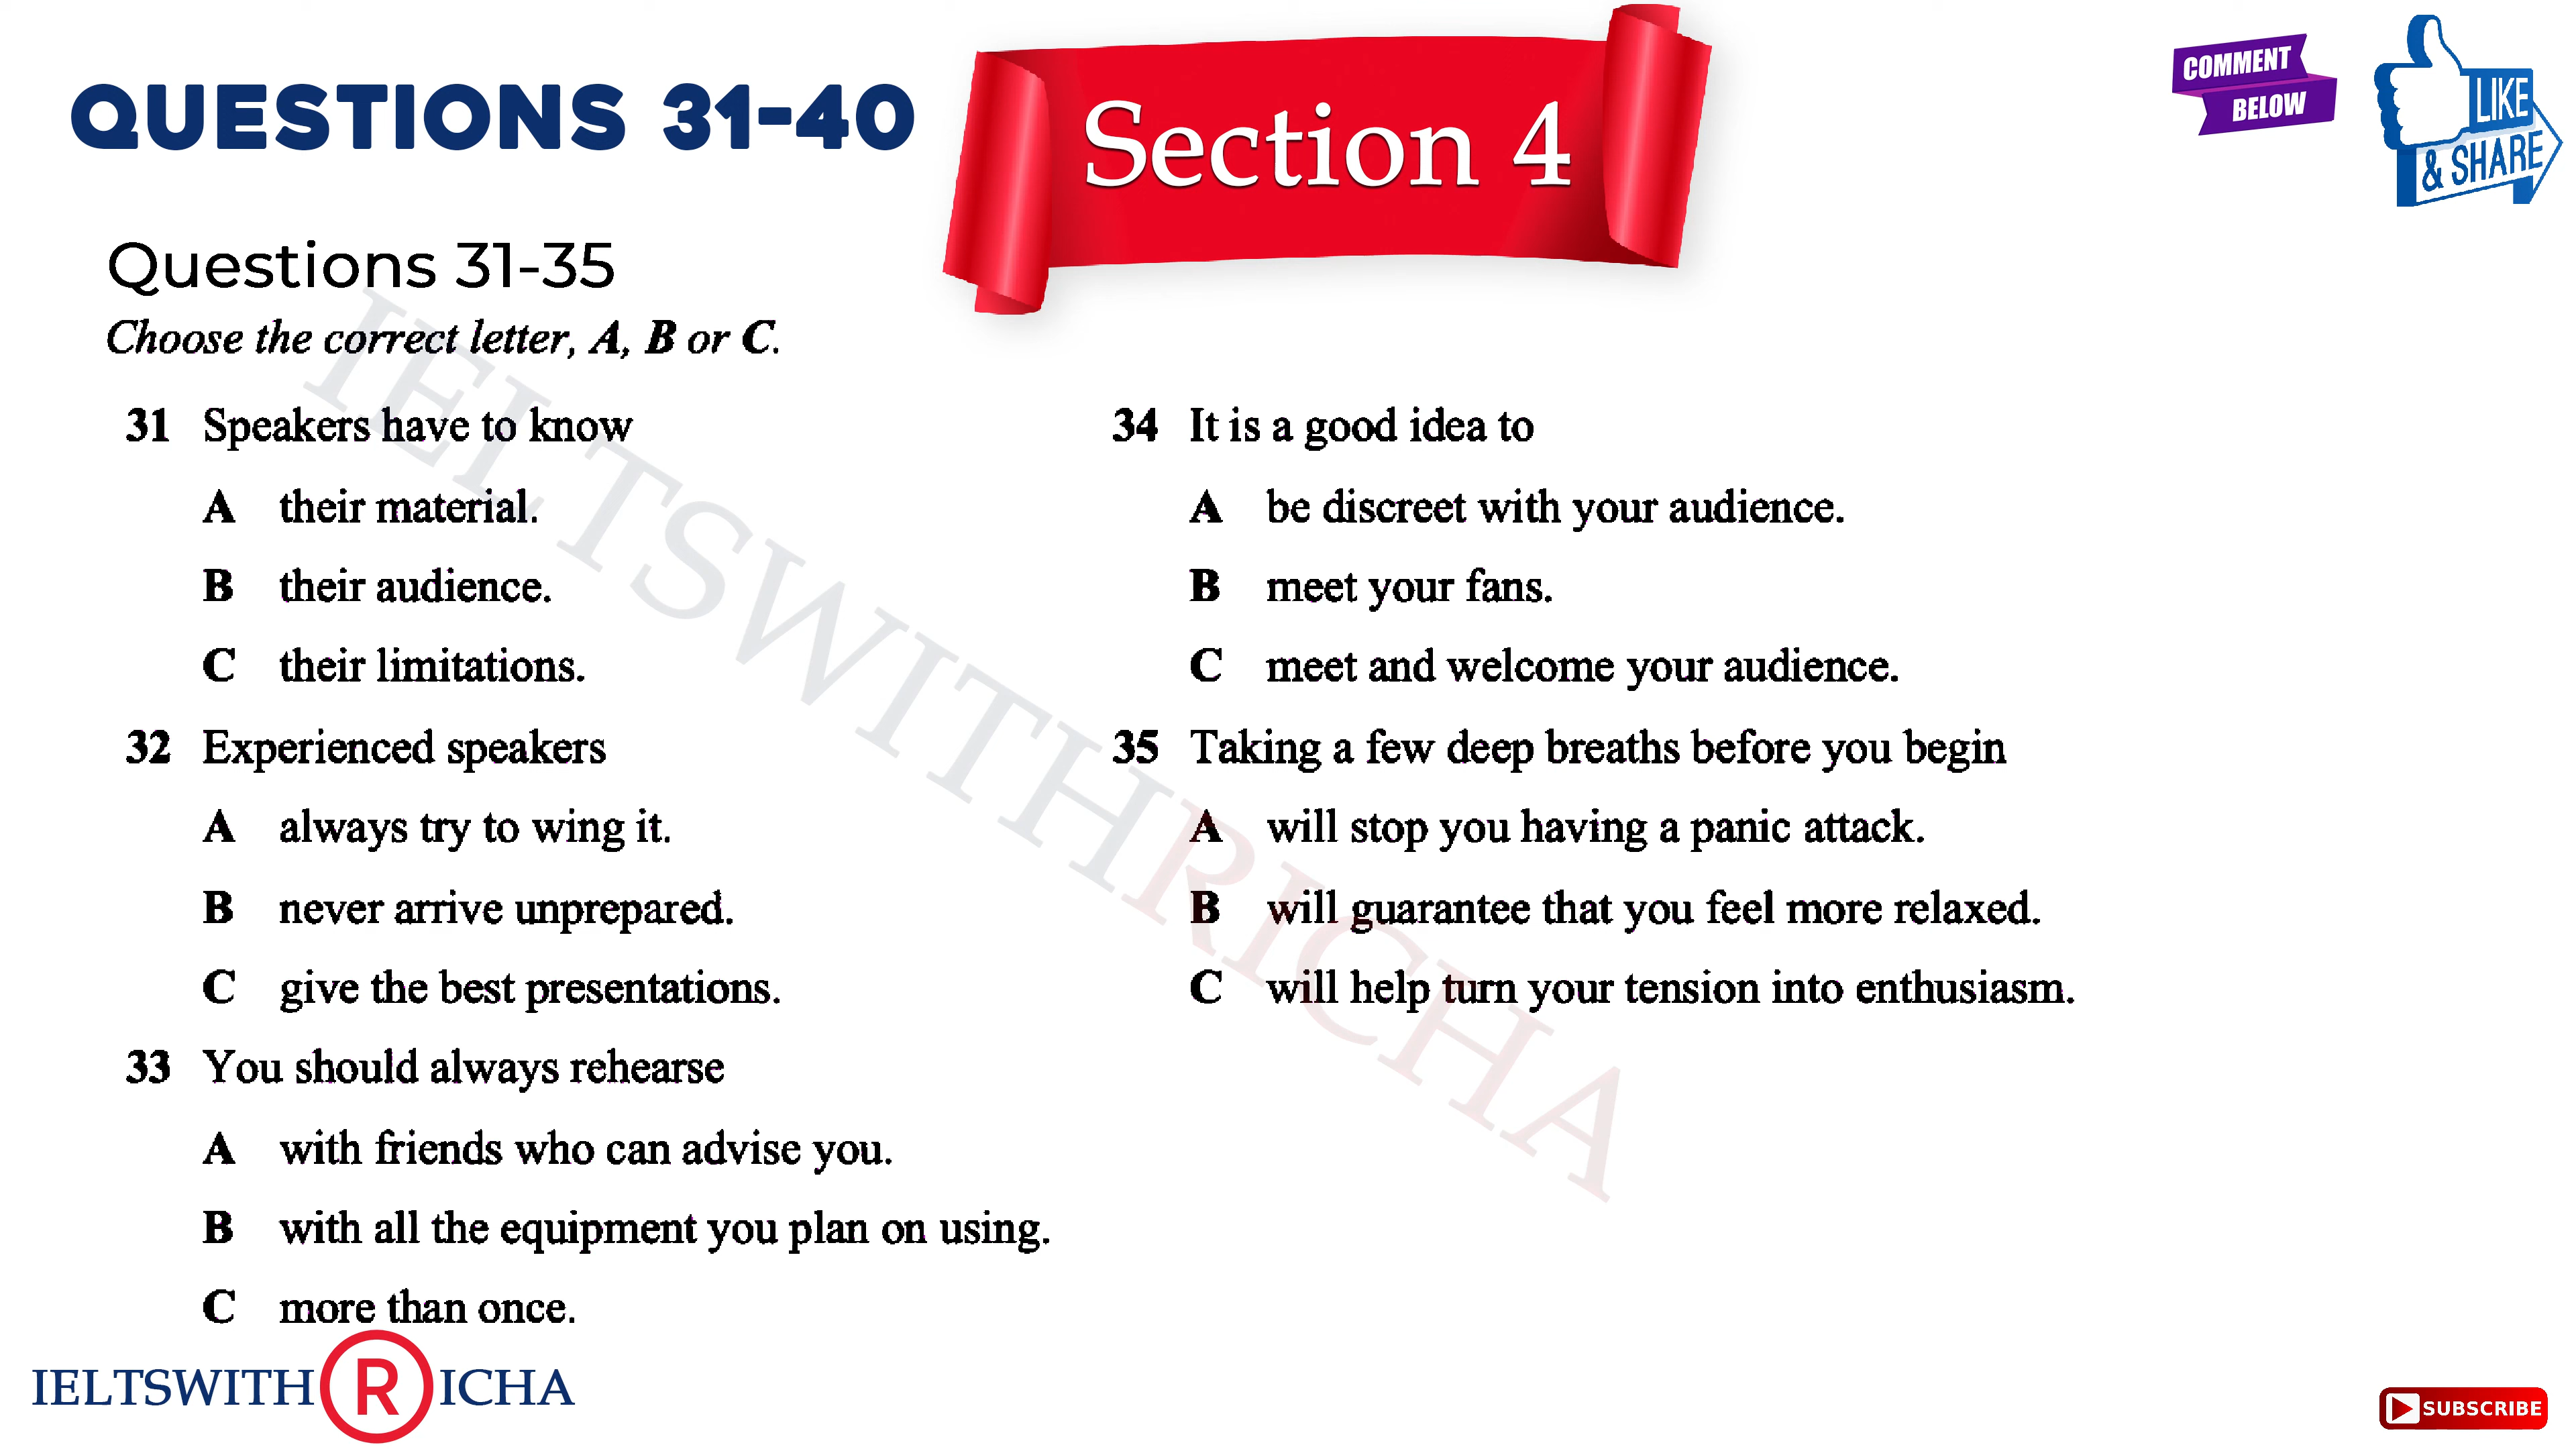 QUESTIONS 31-40
Section 4
COMMENT
BELOW
LIKE
& SHARE
Questions 31-35
Choose the correct letter, A, B or C.
31 Speakers have to know
A their material.
B their audience.
C their limitations.
32 Experienced speakers
A always try to wing it.
B never arrive unprepared.
C give the best presentations.
33 You should always rehearse
A with friends who can advise you.
B with all the equipment you plan on using.
C more than once.
34 It is a good idea to
A be discreet with your audience.
B meet your fans.
C meet and welcome your audience.
35 Taking a few deep breaths before you begin
A will stop you having a panic attack.
B will guarantee that you feel more relaxed.
C will help turn your tension into enthusiasm.
IELTSWITHRICHA
IELTSWITHRICHA
SUBSCRIBE